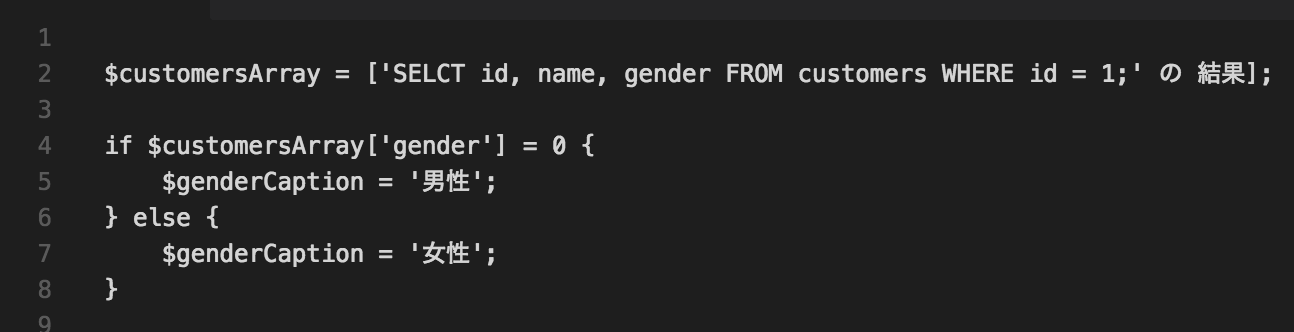 1
2 $customersArray = ['SELCT id, name, gender FROM customers WHERE id = 1;' の 結果];
3
4 if $customersArray['gender'] = 0 {
5     $genderCaption = '男性';
6 } else {
7     $genderCaption = '女性';
8 }
9